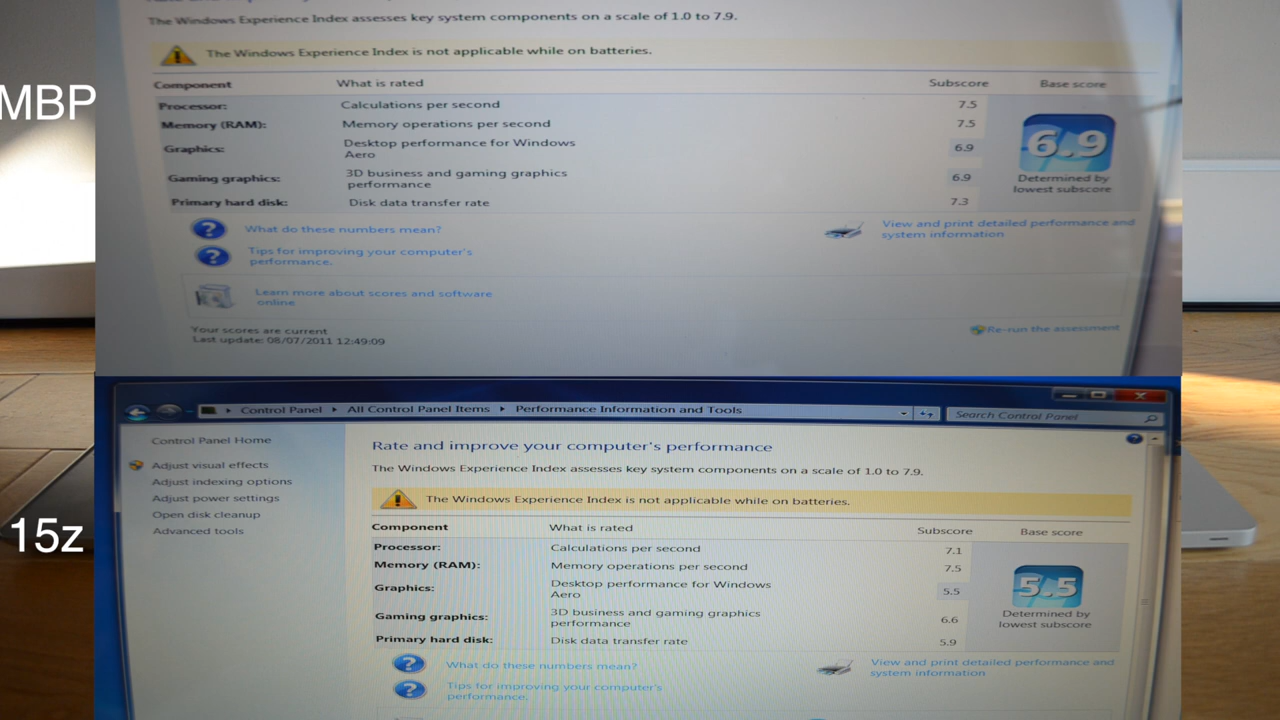 The Windows Experience Index assesses key system components on a scale of 1.0 to 7.9.
The Windows Experience Index is not applicable while on batteries.
MBP
Component What is rated Subscore Base score
Processor: Calculations per second 7.5
Memory (RAM): Memory operations per second 7.5
Graphics: Desktop performance for Windows Aero 6.9
6.9
Gaming graphics: 3D business and gaming graphics performance 6.9
Determined by lowest subscore
Primary hard disk: Disk data transfer rate 7.3
What do these numbers mean?
View and print detailed performance and system information
Tips for improving your computer's performance.
Learn more about scores and software online
Your scores are current
Last update: 08/07/2011 12:49:09
Re-run the assessment
Control Panel All Control Panel Items Performance Information and Tools Search Control Panel
Control Panel Home
Adjust visual effects
Adjust indexing options
Adjust power settings
Open disk cleanup
Advanced tools
15z
Rate and improve your computer's performance
The Windows Experience Index assesses key system components on a scale of 1.0 to 7.9.
The Windows Experience Index is not applicable while on batteries.
Component What is rated Subscore Base score
Processor: Calculations per second 7.1
Memory (RAM): Memory operations per second 7.5
Graphics: Desktop performance for Windows Aero 5.5
5.5
Gaming graphics: 3D business and gaming graphics performance 6.6
Determined by lowest subscore
Primary hard disk: Disk data transfer rate 5.9
What do these numbers mean?
View and print detailed performance and system information
Tips for improving your computer's performance.